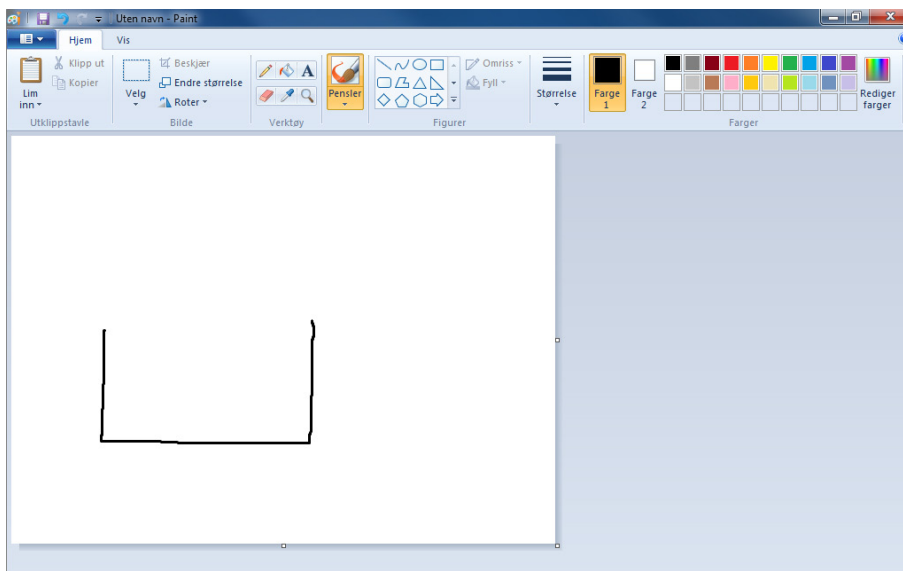 Uten navn - Paint
Hjem Vis
Klipp ut
Kopier
Lim inn
Utklippstavle
Velg
Beskjær
Endre størrelse
Roter
Bilde
A
Verktøy
Pensler
Omriss
Fyll
Figurer
Størrelse
Farge 1
Farge 2
Rediger farger
Farger